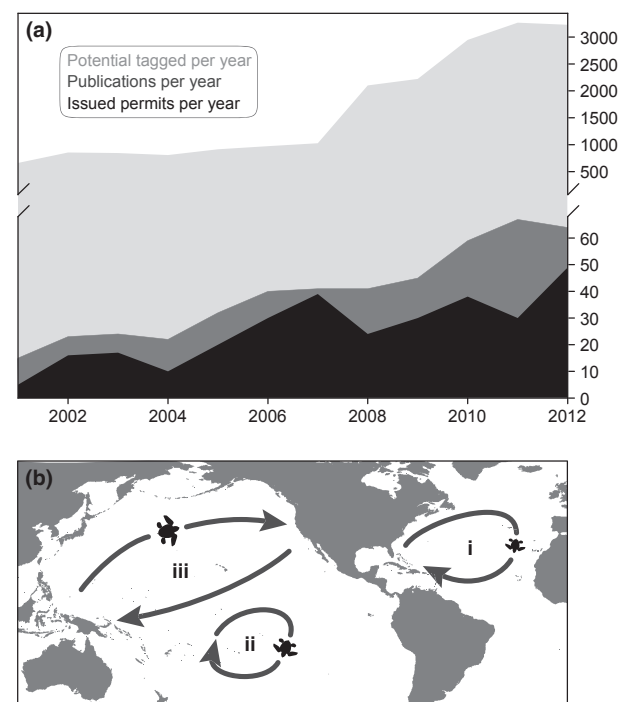 (a)
Potential tagged per year
Publications per year
Issued permits per year
3000
2500
2000
1500
1000
500
60
50
40
30
20
10
0
2002 2004 2006 2008 2010 2012
(b)
i
iii
ii